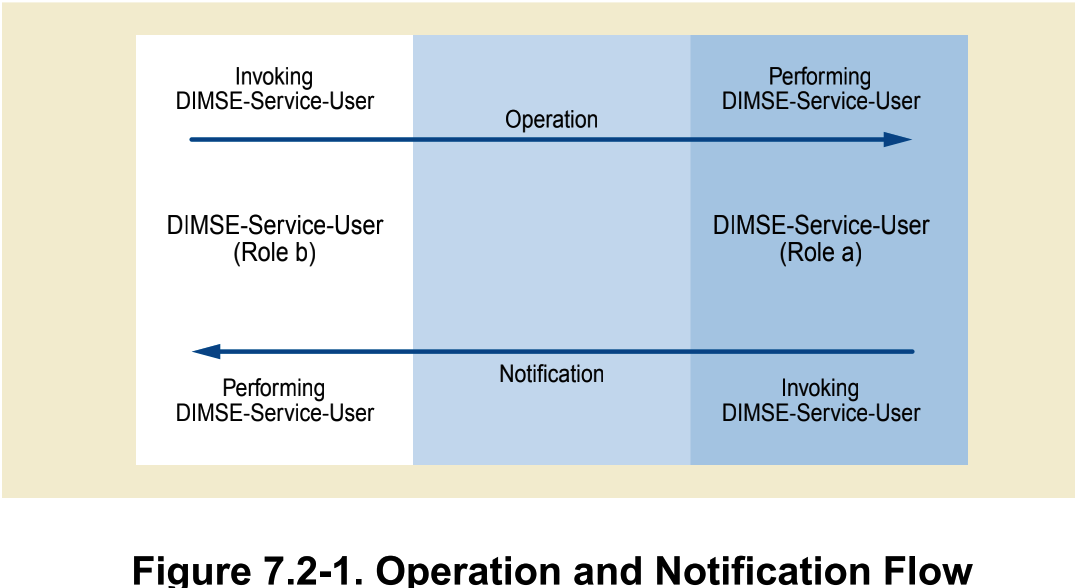 Invoking
DIMSE-Service-User
Performing
DIMSE-Service-User
Operation
DIMSE-Service-User
(Role b)
DIMSE-Service-User
(Role a)
Notification
Performing
DIMSE-Service-User
Invoking
DIMSE-Service-User
Figure 7.2-1. Operation and Notification Flow